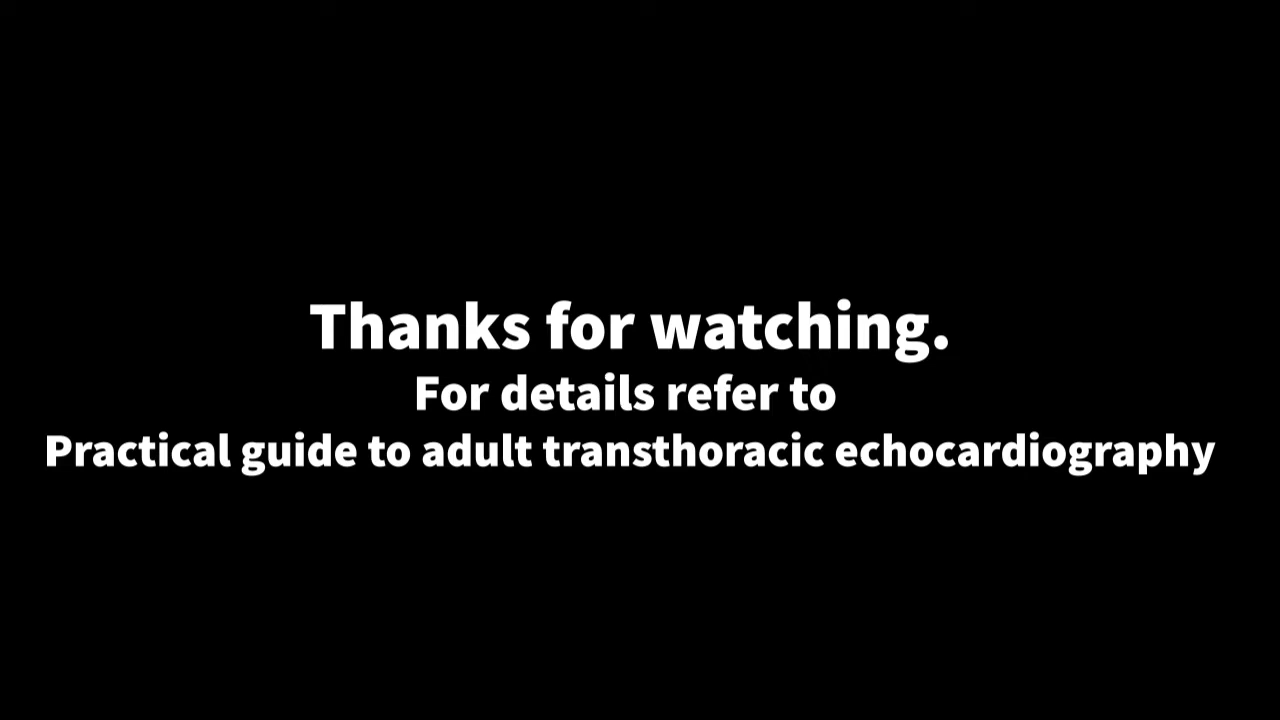 Thanks for watching.
For details refer to
Practical guide to adult transthoracic echocardiography